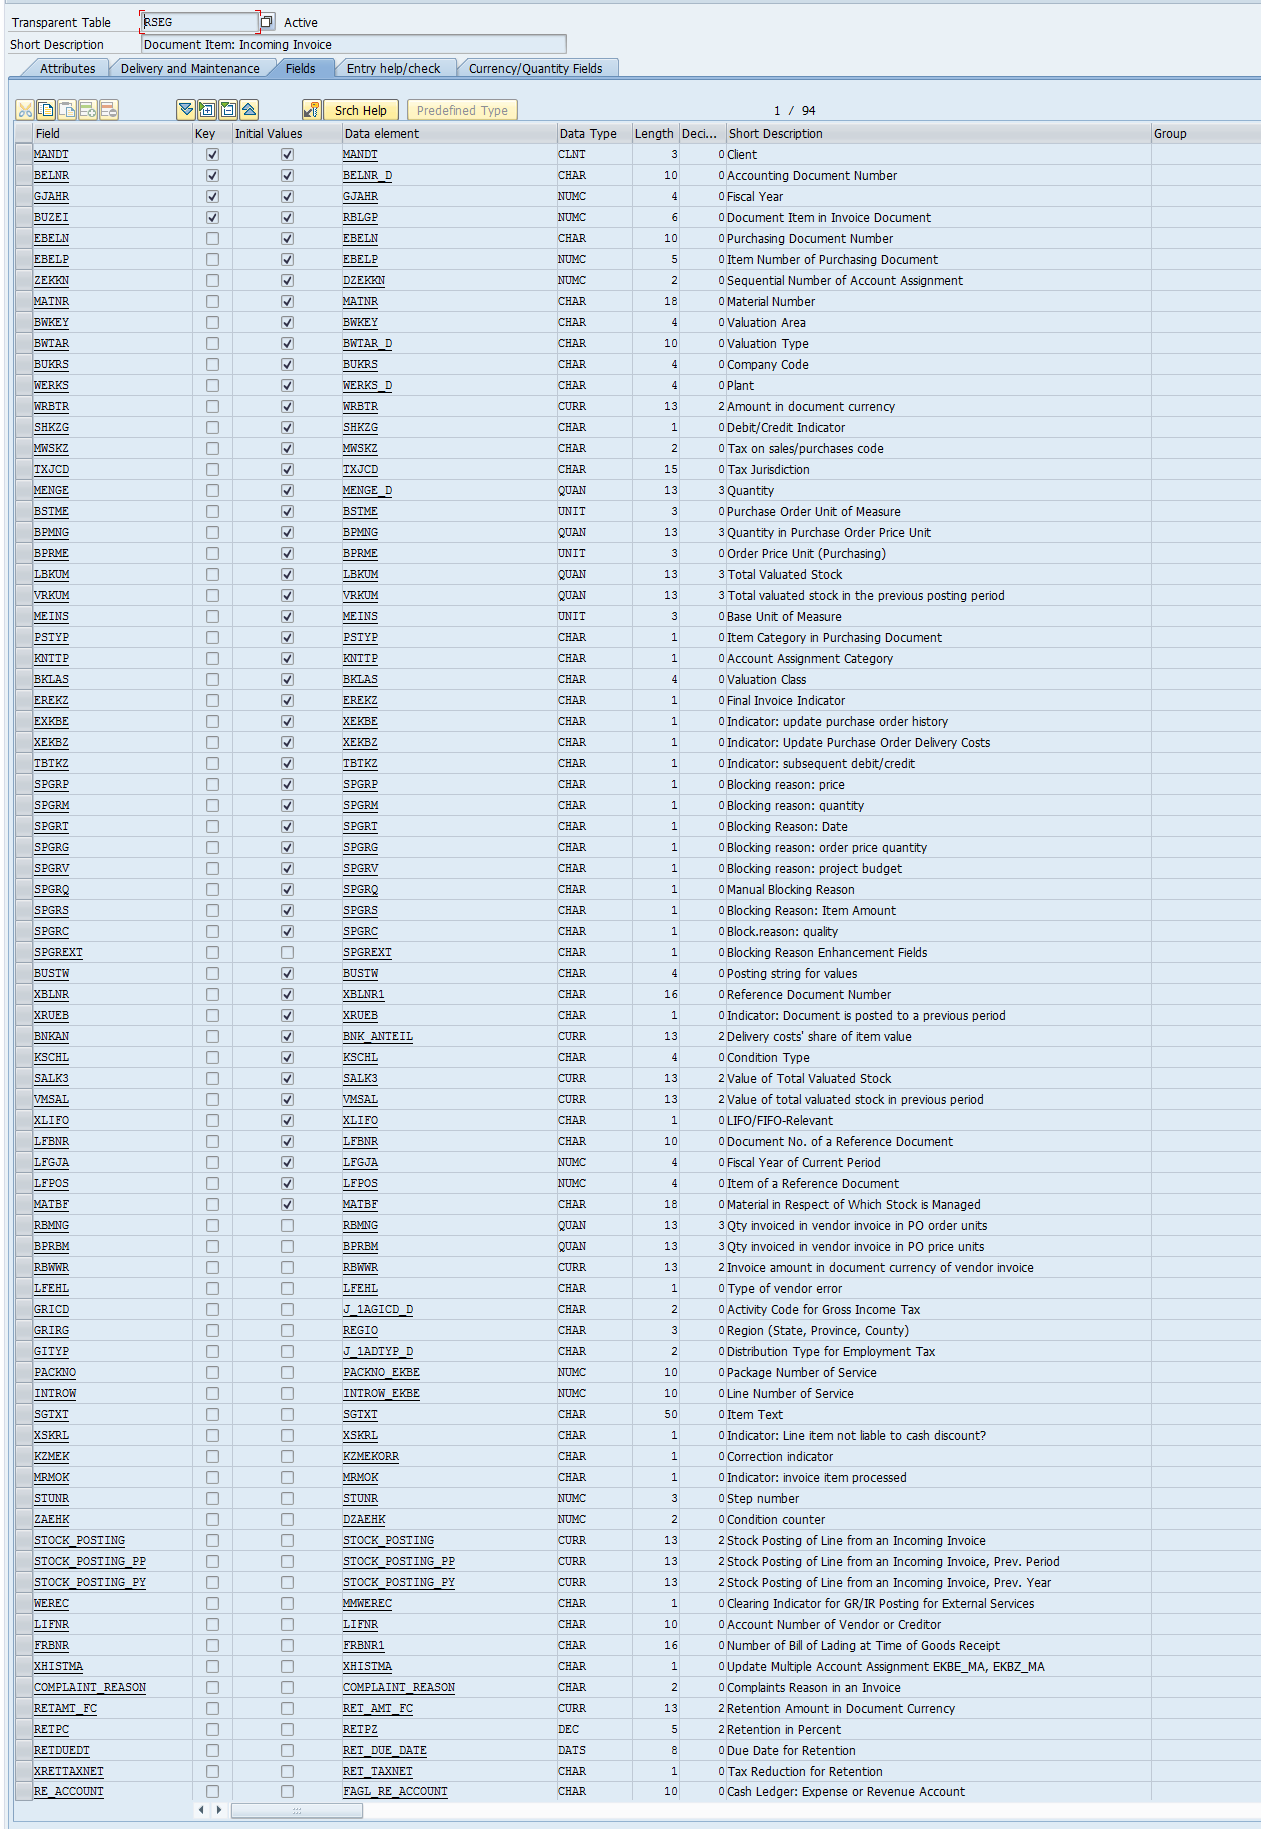 Transparent Table RSEG Active
Short Description Document Item: Incoming Invoice
Attributes Delivery and Maintenance Fields Entry help/check Currency/Quantity Fields
Srch Help Predefined Type 1 / 94
Field Key Initial Values Data element Data Type Length Deci... Short Description Group
MANDT MANDT CLNT 3 0 Client
BELNR BELNR_D CHAR 10 0 Accounting Document Number
GJAHR GJAHR NUMC 4 0 Fiscal Year
BUZEI RBLGP NUMC 6 0 Document Item in Invoice Document
EBELN EBELN CHAR 10 0 Purchasing Document Number
EBELP EBELP NUMC 5 0 Item Number of Purchasing Document
ZEKKN DZEKKN NUMC 2 0 Sequential Number of Account Assignment
MATNR MATNR CHAR 18 0 Material Number
BWKEY BWKEY CHAR 4 0 Valuation Area
BWTAR BWTAR_D CHAR 10 0 Valuation Type
BUKRS BUKRS CHAR 4 0 Company Code
WERKS WERKS_D CHAR 4 0 Plant
WRBTR WRBTR CURR 13 2 Amount in document currency
SHKZG SHKZG CHAR 1 0 Debit/Credit Indicator
MWSKZ MWSKZ CHAR 2 0 Tax on sales/purchases code
TXJCD TXJCD CHAR 15 0 Tax Jurisdiction
MENGE MENGE_D QUAN 13 3 Quantity
BSTME BSTME UNIT 3 0 Purchase Order Unit of Measure
BPMNG BPMNG QUAN 13 3 Quantity in Purchase Order Price Unit
BPRME BPRME UNIT 3 0 Order Price Unit (Purchasing)
LBKUM LBKUM QUAN 13 3 Total Valuated Stock
VRKUM VRKUM QUAN 13 3 Total valuated stock in the previous posting period
MEINS MEINS UNIT 3 0 Base Unit of Measure
PSTYP PSTYP CHAR 1 0 Item Category in Purchasing Document
KNTTP KNTTP CHAR 1 0 Account Assignment Category
BKLAS BKLAS CHAR 4 0 Valuation Class
EREKZ EREKZ CHAR 1 0 Final Invoice Indicator
EXKBE XEKBE CHAR 1 0 Indicator: update purchase order history
XEKBZ XEKBZ CHAR 1 0 Indicator: Update Purchase Order Delivery Costs
TBTKZ TBTKZ CHAR 1 0 Indicator: subsequent debit/credit
SPGRP SPGRP CHAR 1 0 Blocking reason: price
SPGRM SPGRM CHAR 1 0 Blocking reason: quantity
SPGRT SPGRT CHAR 1 0 Blocking Reason: Date
SPGRG SPGRG CHAR 1 0 Blocking reason: order price quantity
SPGRV SPGRV CHAR 1 0 Blocking reason: project budget
SPGRQ SPGRQ CHAR 1 0 Manual Blocking Reason
SPGRS SPGRS CHAR 1 0 Blocking Reason: Item Amount
SPGRC SPGRC CHAR 1 0 Block.reason: quality
SPGREXT SPGREXT CHAR 1 0 Blocking Reason Enhancement Fields
BUSTW BUSTW CHAR 4 0 Posting string for values
XBLNR XBLNR1 CHAR 16 0 Reference Document Number
XRUEB XRUEB CHAR 1 0 Indicator: Document is posted to a previous period
BNKAN BNK_ANTEIL CURR 13 2 Delivery costs' share of item value
KSCHL KSCHL CHAR 4 0 Condition Type
SALK3 SALK3 CURR 13 2 Value of Total Valuated Stock
VMSAL VMSAL CURR 13 2 Value of total valuated stock in previous period
XLIFO XLIFO CHAR 1 0 LIFO/FIFO-Relevant
LFBNR LFBNR CHAR 10 0 Document No. of a Reference Document
LFGJA LFGJA NUMC 4 0 Fiscal Year of Current Period
LFPOS LFPOS NUMC 4 0 Item of a Reference Document
MATBF MATBF CHAR 18 0 Material in Respect of Which Stock is Managed
RBMNG RBMNG QUAN 13 3 Qty invoiced in vendor invoice in PO order units
BPRBM BPRBM QUAN 13 3 Qty invoiced in vendor invoice in PO price units
RBWWR RBWWR CURR 13 2 Invoice amount in document currency of vendor invoice
LFEHL LFEHL CHAR 1 0 Type of vendor error
GRICD J_1AGICD_D CHAR 2 0 Activity Code for Gross Income Tax
GRIRG REGIO CHAR 3 0 Region (State, Province, County)
GITYP J_1ADTYP_D CHAR 2 0 Distribution Type for Employment Tax
PACKNO PACKNO_EKBE NUMC 10 0 Package Number of Service
INTROW INTROW_EKBE NUMC 10 0 Line Number of Service
SGTXT SGTXT CHAR 50 0 Item Text
XSKRL XSKRL CHAR 1 0 Indicator: Line item not liable to cash discount?
KZMEK KZMEKORR CHAR 1 0 Correction indicator
MRMOK MRMOK CHAR 1 0 Indicator: invoice item processed
STUNR STUNR NUMC 3 0 Step number
ZAEHK DZAEHK NUMC 2 0 Condition counter
STOCK_POSTING STOCK_POSTING CURR 13 2 Stock Posting of Line from an Incoming Invoice
STOCK_POSTING_PP STOCK_POSTING_PP CURR 13 2 Stock Posting of Line from an Incoming Invoice, Prev. Period
STOCK_POSTING_PY STOCK_POSTING_PY CURR 13 2 Stock Posting of Line from an Incoming Invoice, Prev. Year
WEREC MMWEREC CHAR 1 0 Clearing Indicator for GR/IR Posting for External Services
LIFNR LIFNR CHAR 10 0 Account Number of Vendor or Creditor
FRBNR FRBNR1 CHAR 16 0 Number of Bill of Lading at Time of Goods Receipt
XHISTMA XHISTMA CHAR 1 0 Update Multiple Account Assignment EKBE_MA, EKBZ_MA
COMPLAINT_REASON COMPLAINT_REASON CHAR 2 0 Complaints Reason in an Invoice
RETAMT_FC RET_AMT_FC CURR 13 2 Retention Amount in Document Currency
RETPC RETPZ DEC 5 2 Retention in Percent
RETDUEDT RET_DUE_DATE DATS 8 0 Due Date for Retention
XRETTAXNET RET_TAXNET CHAR 1 0 Tax Reduction for Retention
RE_ACCOUNT FAGL_RE_ACCOUNT CHAR 10 0 Cash Ledger: Expense or Revenue Account